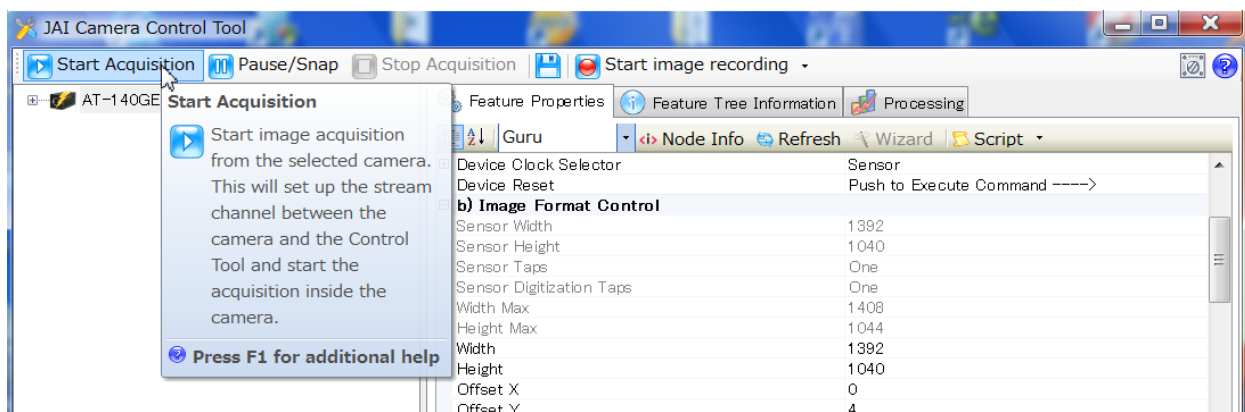 JAI Camera Control Tool
Start Acquisition Pause/Snap Stop Acquisition Start image recording
AT-140GE
Start Acquisition
Start image acquisition
from the selected camera.
This will set up the stream
channel between the
camera and the Control
Tool and start the
acquisition inside the
camera.
Press F1 for additional help
Feature Properties Feature Tree Information Processing
Guru Node Info Refresh Wizard Script
Device Clock Selector Sensor
Device Reset Push to Execute Command ---->
b) Image Format Control
Sensor Width 1392
Sensor Height 1040
Sensor Taps One
Sensor Digitization Taps One
Width Max 1408
Height Max 1044
Width 1392
Height 1040
Offset X 0
Offset Y 4